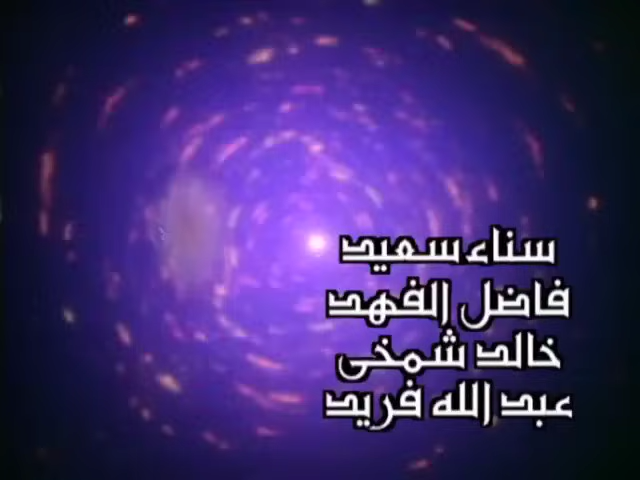 سناء سعيد
فاضل الفهد
خالد شمخى
عبد الله فريد